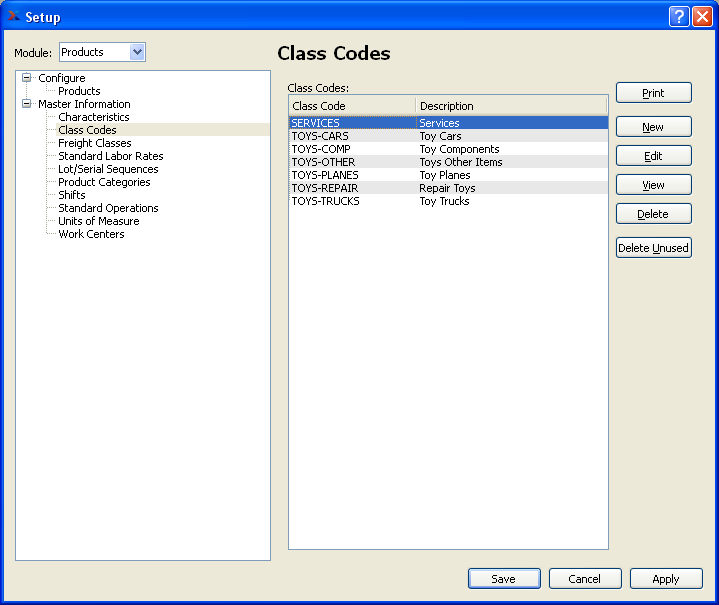 Setup
Module: Products
Class Codes
Configure
Products
Master Information
Characteristics
Class Codes
Freight Classes
Standard Labor Rates
Lot/Serial Sequences
Product Categories
Shifts
Standard Operations
Units of Measure
Work Centers
Class Codes:
Class Code Description
SERVICES Services
TOYS-CARS Toy Cars
TOYS-COMP Toy Components
TOYS-OTHER Toys Other Items
TOYS-PLANES Toy Planes
TOYS-REPAIR Repair Toys
TOYS-TRUCKS Toy Trucks
Print
New
Edit
View
Delete
Delete Unused
Save Cancel Apply